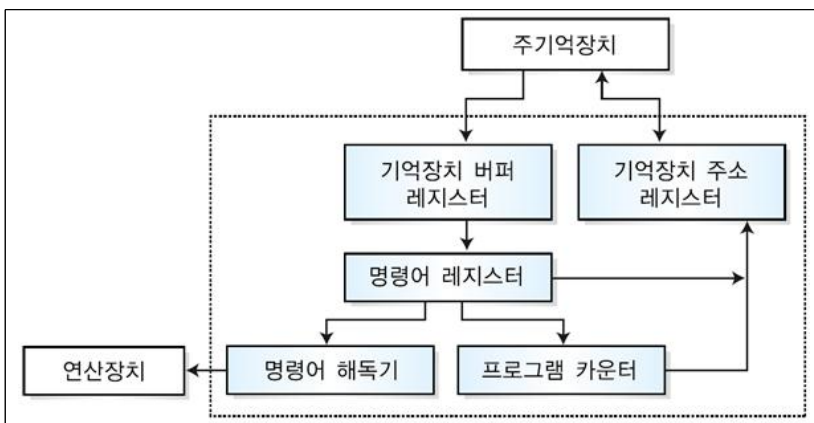 주기억장치
기억장치 버퍼
레지스터
기억장치 주소
레지스터
명령어 레지스터
연산장치
명령어 해독기
프로그램 카운터